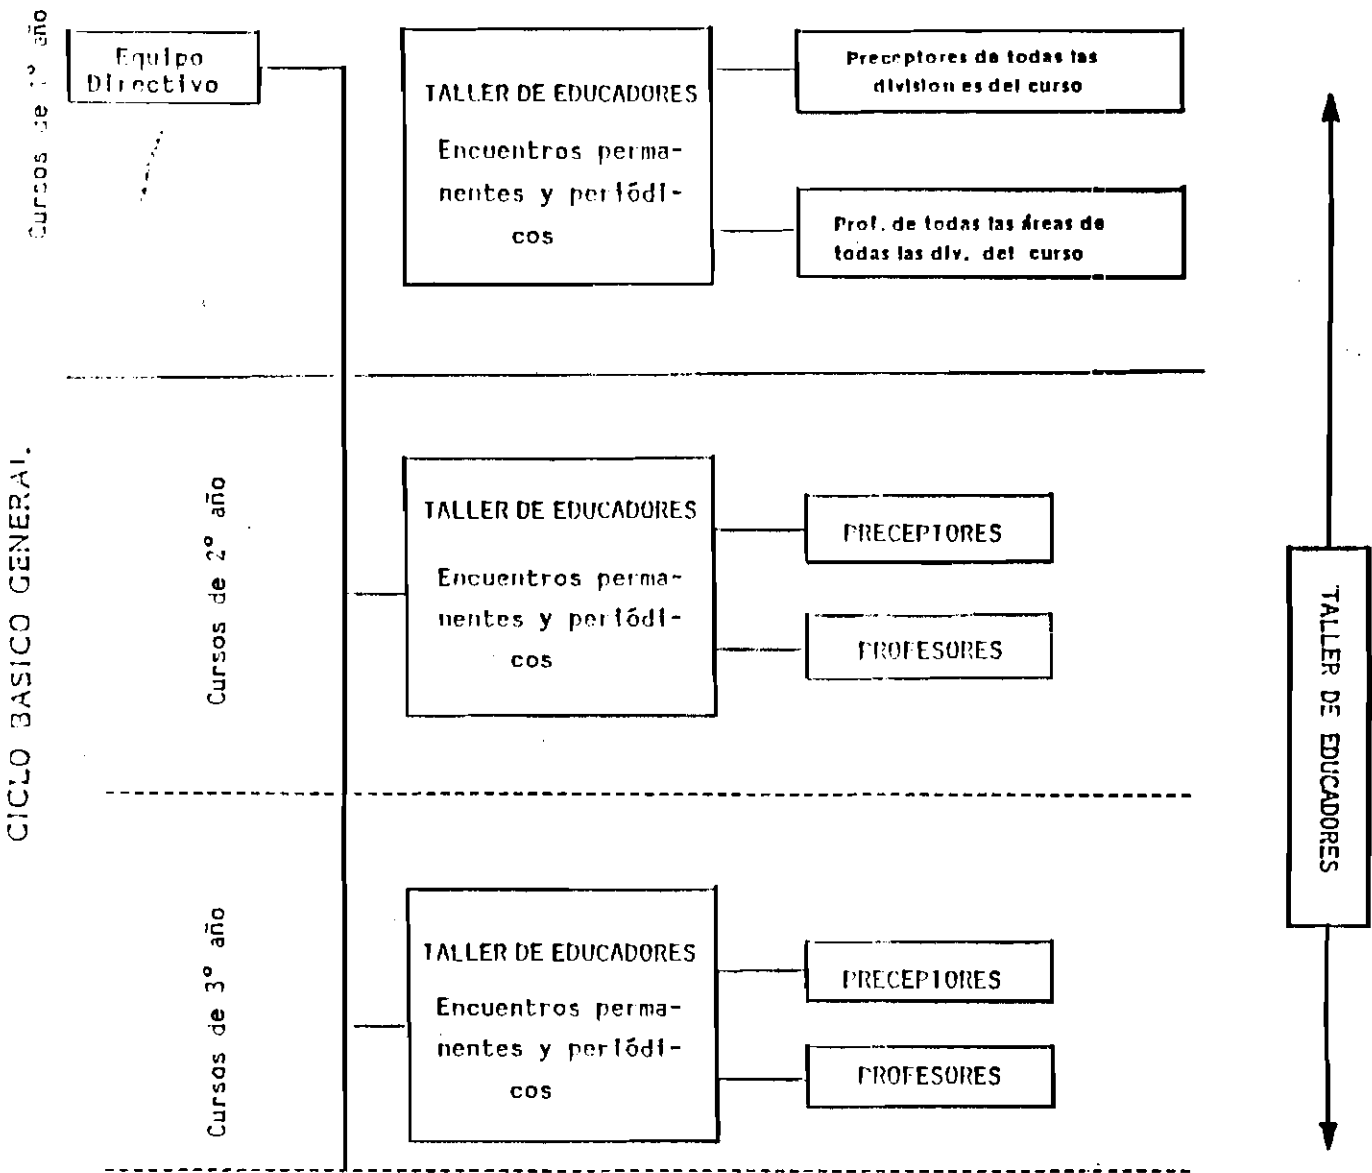 CICLO BASICO GENERAL.
Cursos de 1º año
Equipo
Directivo
TALLER DE EDUCADORES
Encuentros perma-
nentes y periódi-
cos
Preceptores de todas las
division es del curso
Prof. de todas las áreas de
todas las div. del curso
Cursos de 2º año
TALLER DE EDUCADORES
Encuentros perma-
nentes y periódi-
cos
PRECEPTORES
PROFESORES
Cursos de 3º año
TALLER DE EDUCADORES
Encuentros perma-
nentes y periódi-
cos
PRECEPTORES
PROFESORES
TALLER DE EDUCADORES